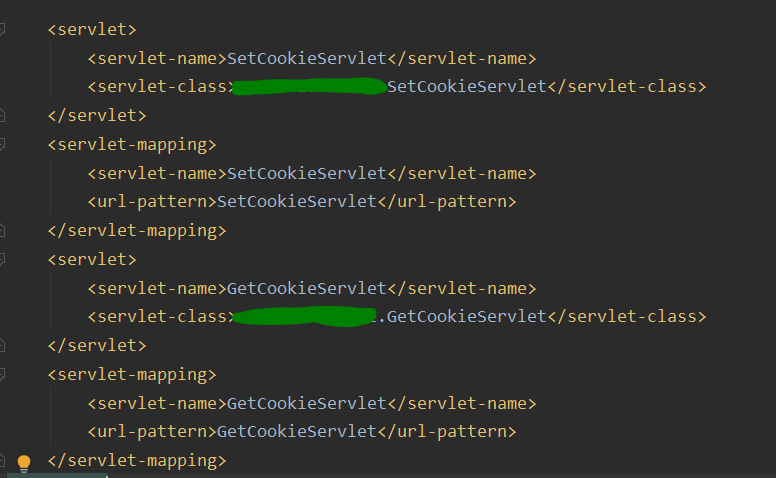 <servlet>
<servlet-name>SetCookieServlet</servlet-name>
<servlet-class>SetCookieServlet</servlet-class>
</servlet>
<servlet-mapping>
<servlet-name>SetCookieServlet</servlet-name>
<url-pattern>SetCookieServlet</url-pattern>
</servlet-mapping>
<servlet>
<servlet-name>GetCookieServlet</servlet-name>
<servlet-class>.GetCookieServlet</servlet-class>
</servlet>
<servlet-mapping>
<servlet-name>GetCookieServlet</servlet-name>
<url-pattern>GetCookieServlet</url-pattern>
</servlet-mapping>